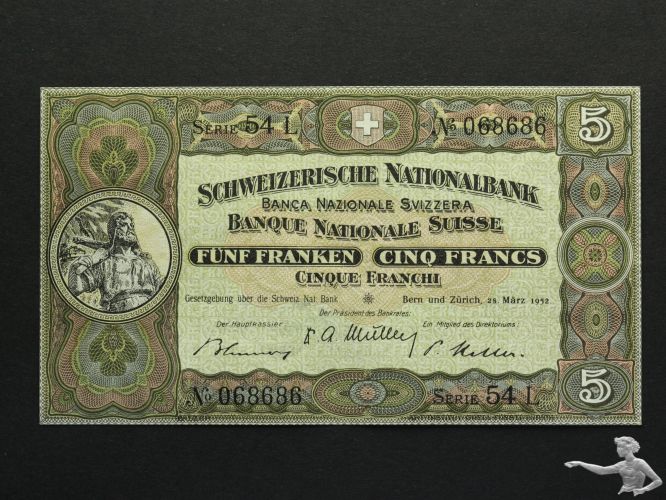 SERIE 54 L
No 068686
5
SCHWEIZERISCHE NATIONALBANK
BANCA NAZIONALE SVIZZERA
BANQUE NATIONALE SUISSE
FÜNF FRANKEN CINQ FRANCS
CINQUE FRANCHI
Gesetzgebung über die Schweiz. Nat. Bank
Bern und Zürich, 28. März 1952
Der Präsident des Bankrates:
Der Hauptkassier:
Ein Mitglied des Direktoriums:
A. Müller
No 068686
SERIE 54 L
5
BALZER